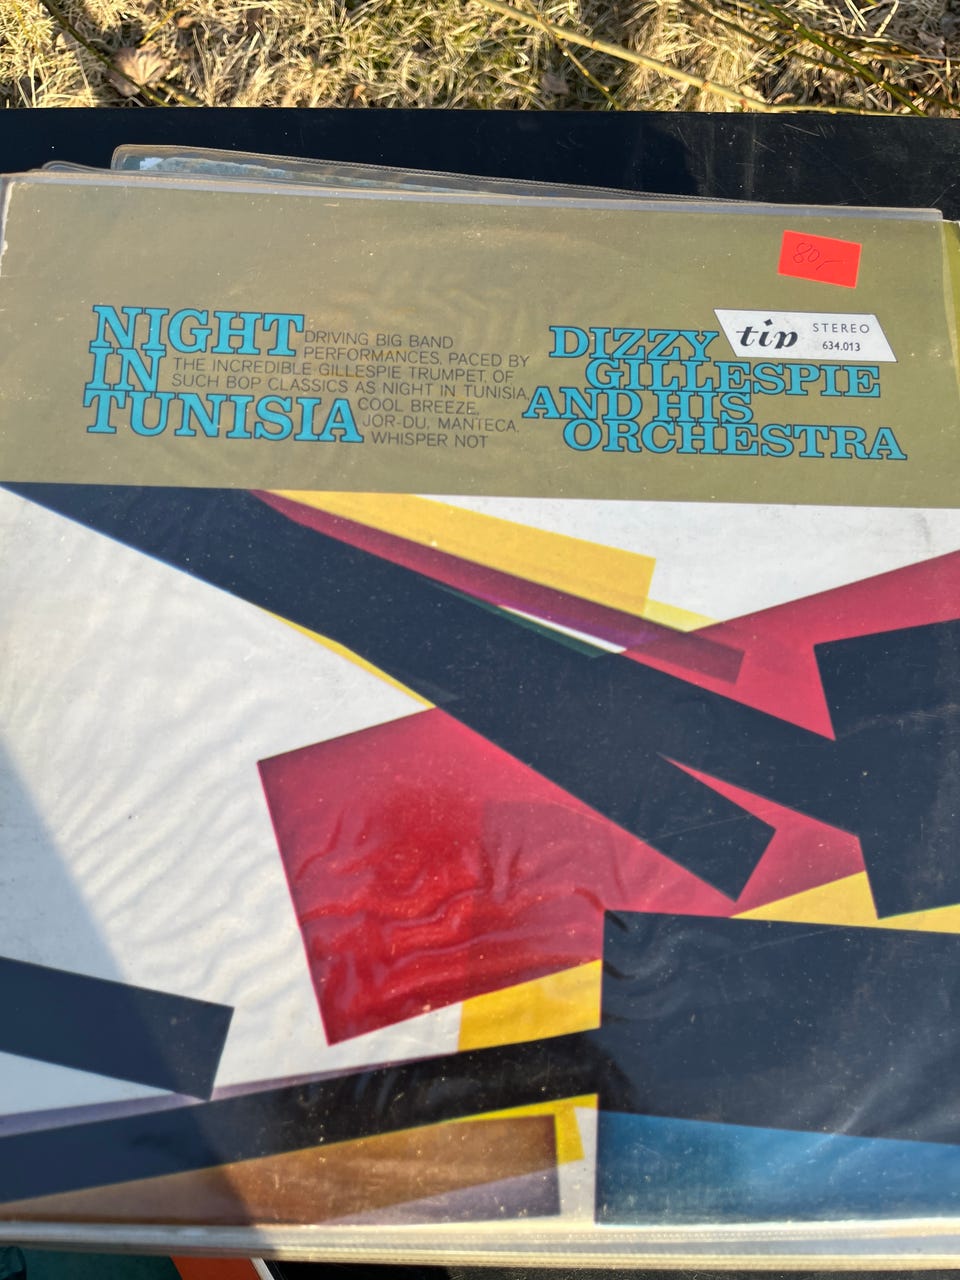 80,-
NIGHT
IN
TUNISIA
DRIVING BIG BAND
PERFORMANCES, PACED BY
THE INCREDIBLE GILLESPIE TRUMPET, OF
SUCH BOP CLASSICS AS NIGHT IN TUNISIA,
COOL BREEZE,
JOR-DU, MANTECA,
WHISPER NOT
DIZZY
GILLESPIE
AND HIS
ORCHESTRA
tip
STEREO
634.013